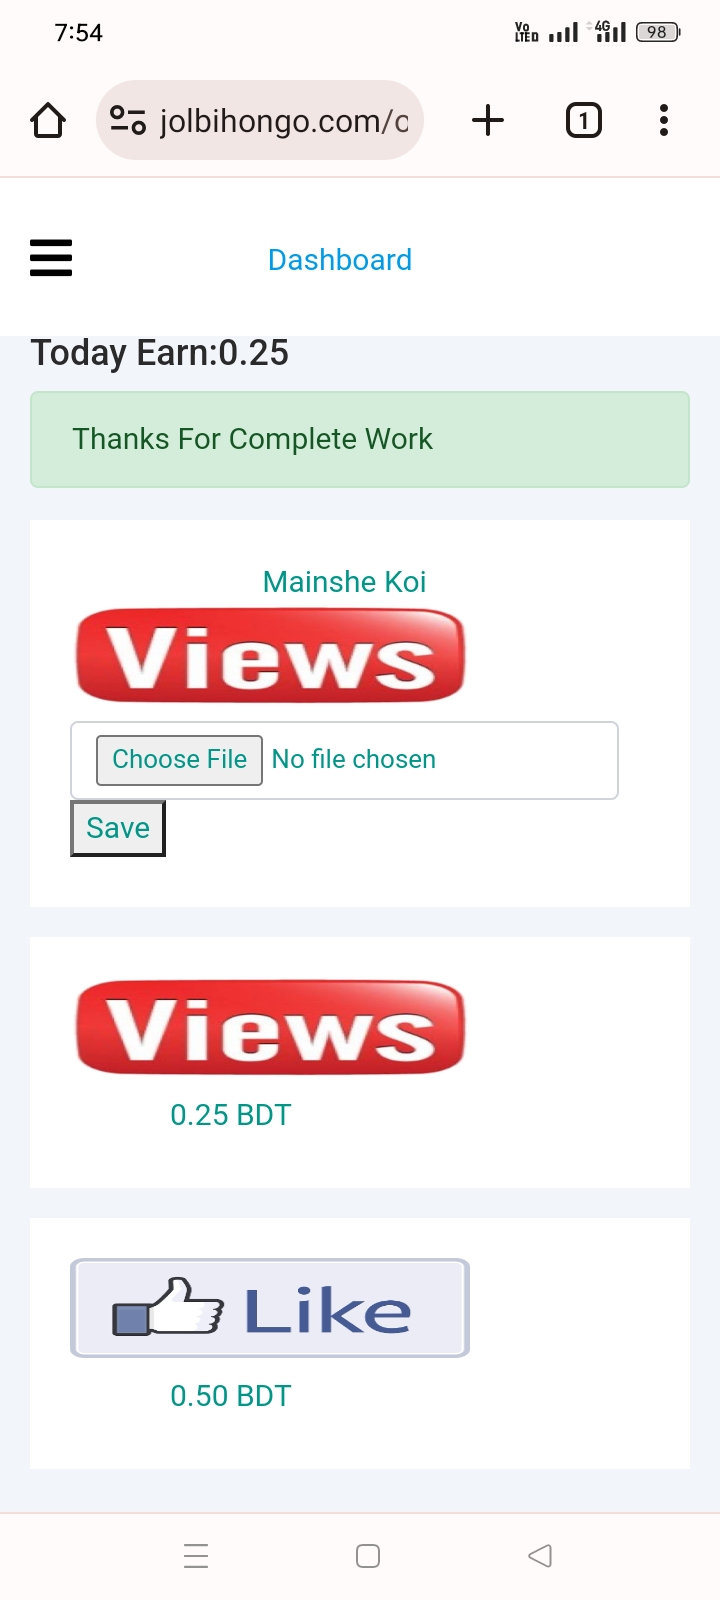 7:54
Vo LTE D 4G 98
jolbihongo.com/o
1
Dashboard
Today Earn:0.25
Thanks For Complete Work
Mainshe Koi
Views
Choose File No file chosen
Save
Views
0.25 BDT
Like
0.50 BDT